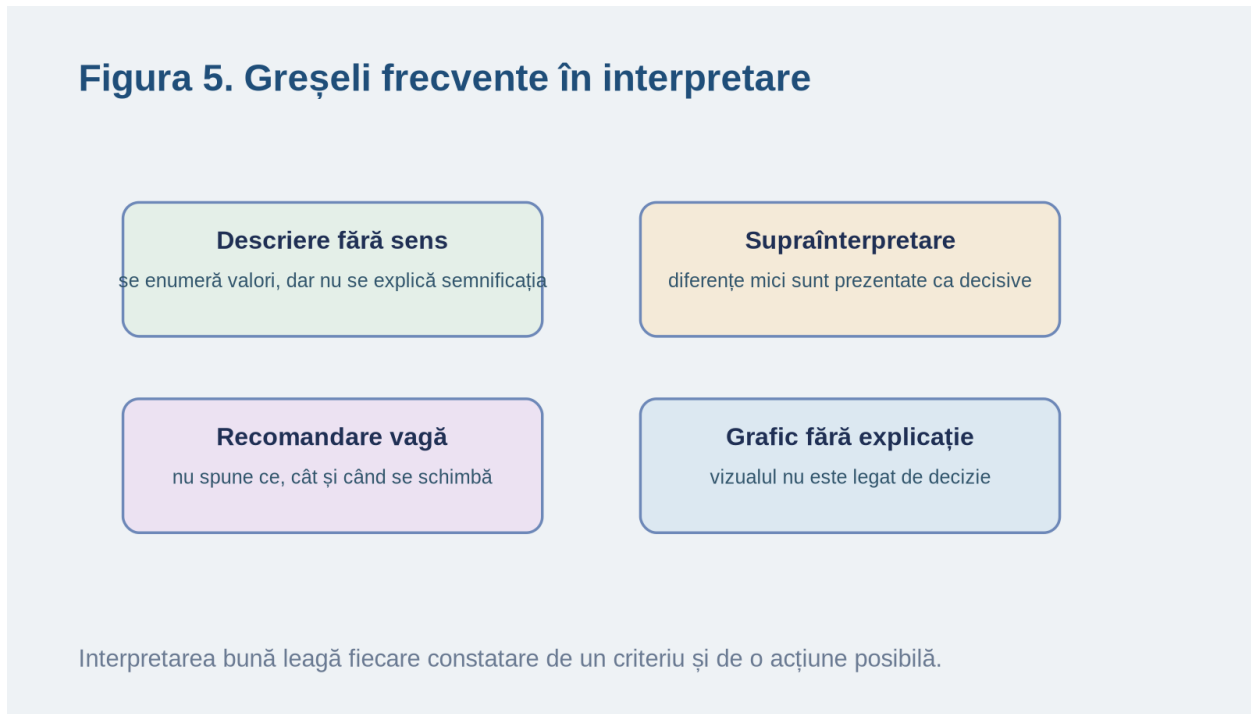 Figura 5. Greșeli frecvente în interpretare
Descriere fără sens
se enumeră valori, dar nu se explică semnificația
Supraînterpretare
diferențe mici sunt prezentate ca decisive
Recomandare vagă
nu spune ce, cât și când se schimbă
Grafic fără explicație
vizualul nu este legat de decizie
Interpretarea bună leagă fiecare constatare de un criteriu și de o acțiune posibilă.